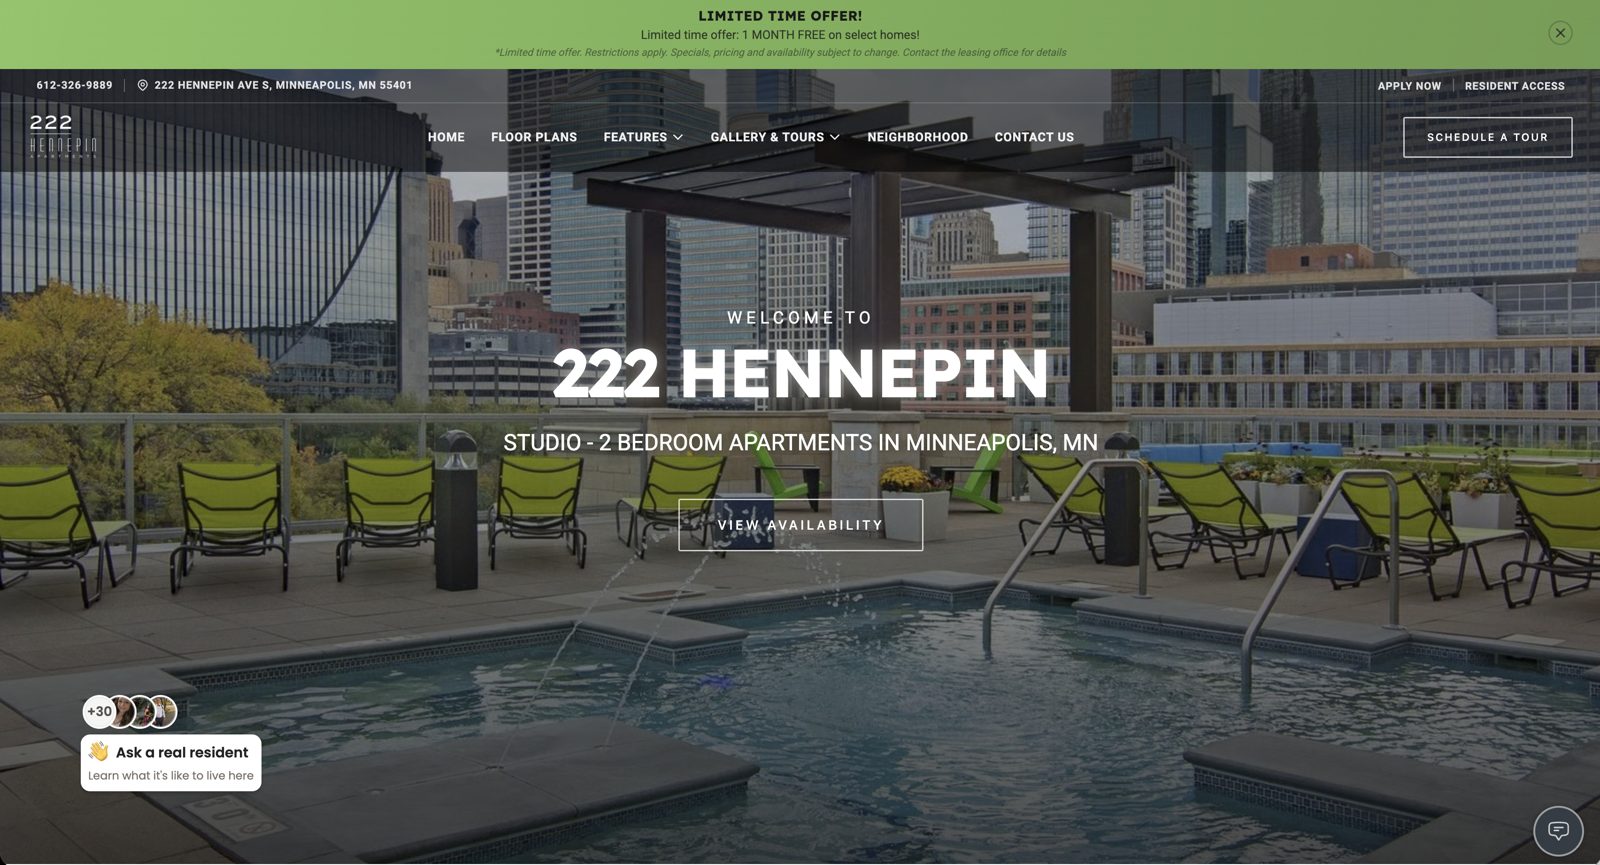 LIMITED TIME OFFER!
Limited time offer: 1 MONTH FREE on select homes!
*Limited time offer. Restrictions apply. Specials, pricing and availability subject to change. Contact the leasing office for details
612-326-9889
222 HENNEPIN AVE S, MINNEAPOLIS, MN 55401
APPLY NOW
RESIDENT ACCESS
222
HENNEPIN
APARTMENTS
HOME
FLOOR PLANS
FEATURES
GALLERY & TOURS
NEIGHBORHOOD
CONTACT US
SCHEDULE A TOUR
WELCOME TO
222 HENNEPIN
STUDIO - 2 BEDROOM APARTMENTS IN MINNEAPOLIS, MN
VIEW AVAILABILITY
+30
👋 Ask a real resident
Learn what it's like to live here